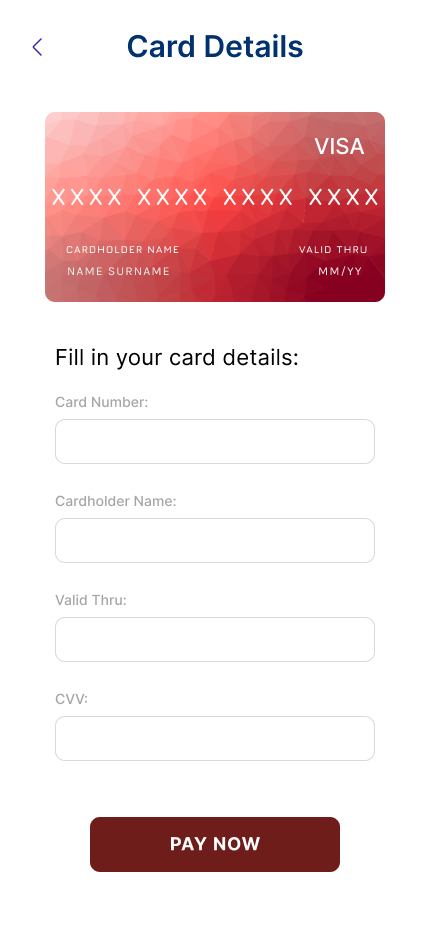 Card Details
VISA
XXXX XXXX XXXX XXXX
CARDHOLDER NAME VALID THRU
NAME SURNAME MM/YY
Fill in your card details:
Card Number:
Cardholder Name:
Valid Thru:
CVV:
PAY NOW